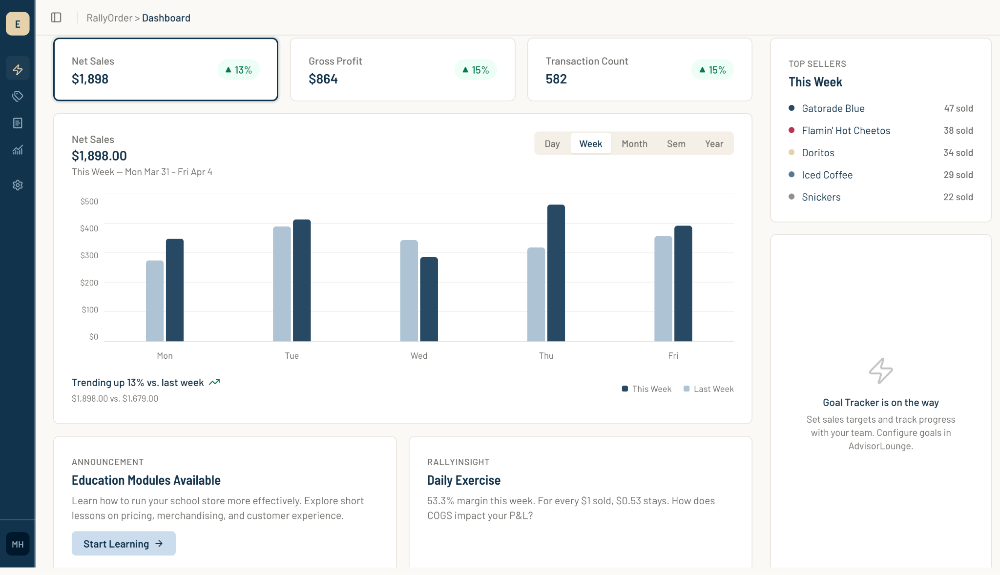 E
RallyOrder > Dashboard
Net Sales
$1,898
▲ 13%
Gross Profit
$864
▲ 15%
Transaction Count
582
▲ 15%
Net Sales
$1,898.00
This Week — Mon Mar 31 – Fri Apr 4
Day Week Month Sem Year
$500
$400
$300
$200
$100
$0
Mon Tue Wed Thu Fri
Trending up 13% vs. last week
$1,898.00 vs. $1,679.00
This Week Last Week
TOP SELLERS
This Week
Gatorade Blue 47 sold
Flamin' Hot Cheetos 38 sold
Doritos 34 sold
Iced Coffee 29 sold
Snickers 22 sold
Goal Tracker is on the way
Set sales targets and track progress
with your team. Configure goals in
AdvisorLounge.
ANNOUNCEMENT
Education Modules Available
Learn how to run your school store more effectively. Explore short
lessons on pricing, merchandising, and customer experience.
Start Learning →
RALLYINSIGHT
Daily Exercise
53.3% margin this week. For every $1 sold, $0.53 stays. How does
COGS impact your P&L?
MH